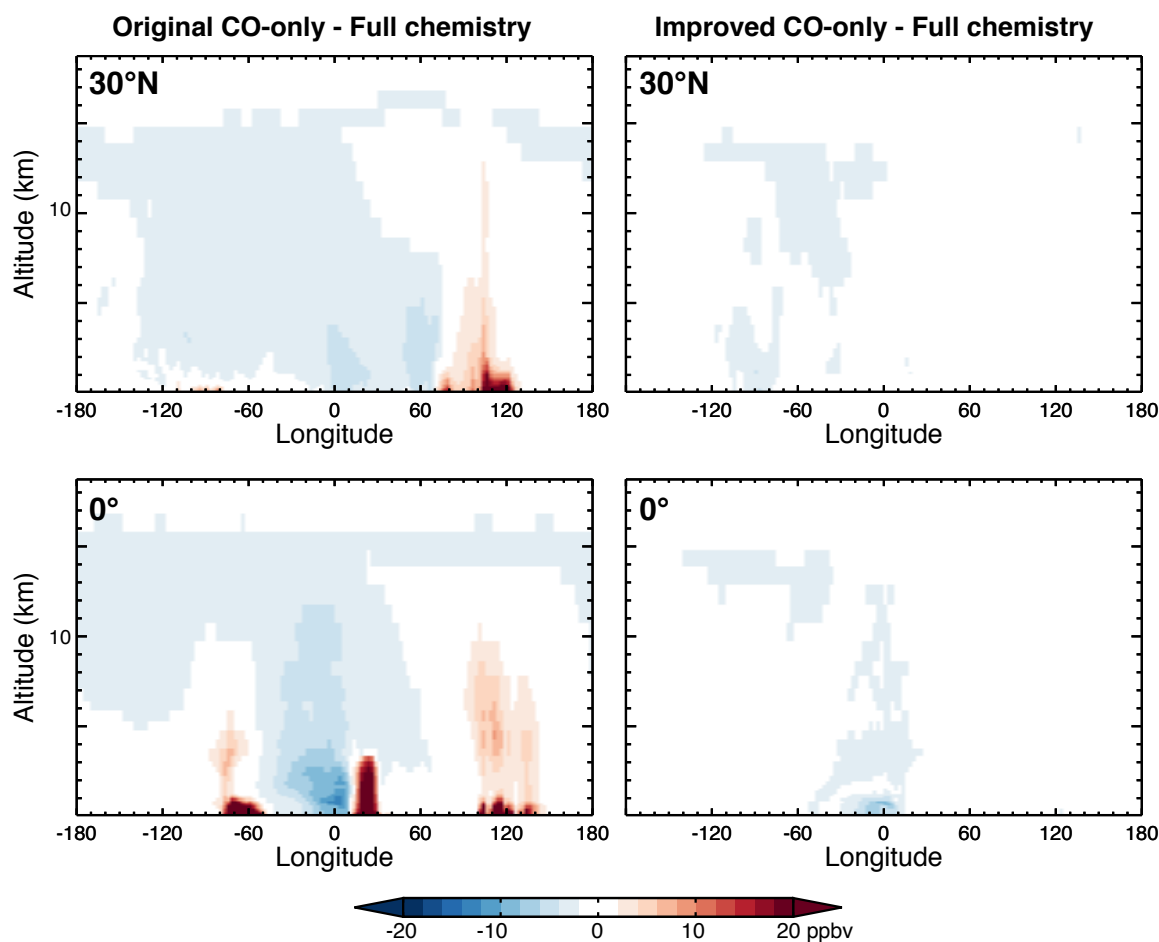 Original CO-only - Full chemistry
Improved CO-only - Full chemistry
30°N
30°N
Altitude (km)
10
-180 -120 -60 0 60 120 180
-120 -60 0 60 120 180
Longitude
Longitude
0°
0°
Altitude (km)
10
-180 -120 -60 0 60 120 180
-120 -60 0 60 120 180
Longitude
Longitude
-20 -10 0 10 20 ppbv